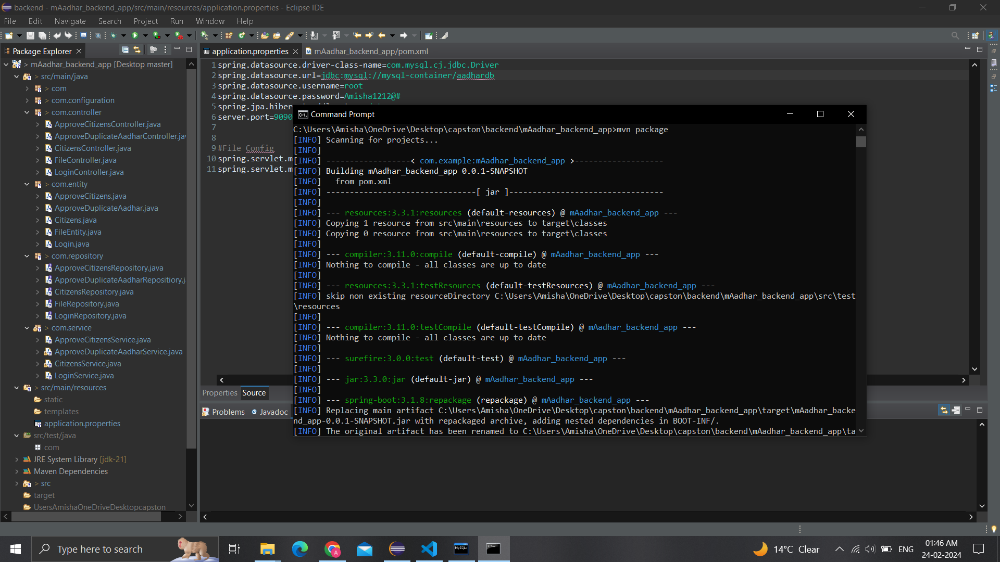 backend - mAadhar_backend_app/src/main/resources/application.properties - Eclipse IDE
File Edit Navigate Search Project Run Window Help
Package Explorer
> mAadhar_backend_app [Desktop master]
> src/main/java
> com
> com.configuration
> com.controller
ApproveCitizensController.java
ApproveDuplicateAadharController.jav
CitizensController.java
FileController.java
LoginController.java
> com.entity
ApproveCitizens.java
ApproveDuplicateAadhar.java
Citizens.java
FileEntity.java
Login.java
> com.repository
ApproveCitizensRepository.java
ApproveDuplicateAadharRepositiory.j
CitizensRepository.java
FileRepository.java
LoginRepository.java
> com.service
ApproveCitizensService.java
ApproveDuplicateAadharService.java
CitizensService.java
LoginService.java
> src/main/resources
static
templates
application.properties
src/test/java
com
JRE System Library [jdk-21]
Maven Dependencies
> src
target
UsersAmishaOneDriveDesktopcapston
application.properties
mAadhar_backend_app/pom.xml
1 spring.datasource.driver-class-name=com.mysql.cj.jdbc.Driver
2 spring.datasource.url=jdbc:mysql://mysql-container/aadhardb
3 spring.datasource.username=root
4 spring.datasource.password=Amisha1212@#
5 spring.jpa.hiber
6 server.port=9090
7
8
9 #File Config
10 spring.servlet.m
11 spring.servlet.m
Properties Source
Problems Javadoc
Command Prompt
C:\Users\Amisha\OneDrive\Desktop\capston\backend\mAadhar_backend_app>mvn package
[INFO] Scanning for projects...
[INFO]
[INFO] ------------------< com.example:mAadhar_backend_app >-------------------
[INFO] Building mAadhar_backend_app 0.0.1-SNAPSHOT
[INFO]   from pom.xml
[INFO] --------------------------------[ jar ]---------------------------------
[INFO]
[INFO] --- resources:3.3.1:resources (default-resources) @ mAadhar_backend_app ---
[INFO] Copying 1 resource from src\main\resources to target\classes
[INFO] Copying 0 resource from src\main\resources to target\classes
[INFO]
[INFO] --- compiler:3.11.0:compile (default-compile) @ mAadhar_backend_app ---
[INFO] Nothing to compile - all classes are up to date
[INFO]
[INFO] --- resources:3.3.1:testResources (default-testResources) @ mAadhar_backend_app ---
[INFO] skip non existing resourceDirectory C:\Users\Amisha\OneDrive\Desktop\capston\backend\mAadhar_backend_app\src\test
\resources
[INFO]
[INFO] --- compiler:3.11.0:testCompile (default-testCompile) @ mAadhar_backend_app ---
[INFO] Nothing to compile - all classes are up to date
[INFO]
[INFO] --- surefire:3.0.0:test (default-test) @ mAadhar_backend_app ---
[INFO]
[INFO] --- jar:3.3.0:jar (default-jar) @ mAadhar_backend_app ---
[INFO]
[INFO] --- spring-boot:3.1.8:repackage (repackage) @ mAadhar_backend_app ---
[INFO] Replacing main artifact C:\Users\Amisha\OneDrive\Desktop\capston\backend\mAadhar_backend_app\target\mAadhar_backe
nd_app-0.0.1-SNAPSHOT.jar with repackaged archive, adding nested dependencies in BOOT-INF/.
[INFO] The original artifact has been renamed to C:\Users\Amisha\OneDrive\Desktop\capston\backend\mAadhar_backend_app\ta
Type here to search
14°C Clear
ENG
01:46 AM
24-02-2024